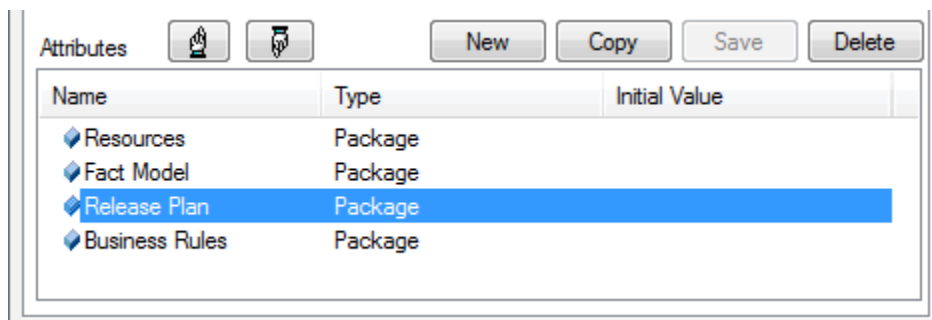 Attributes New Copy Save Delete
Name Type Initial Value
Resources Package
Fact Model Package
Release Plan Package
Business Rules Package